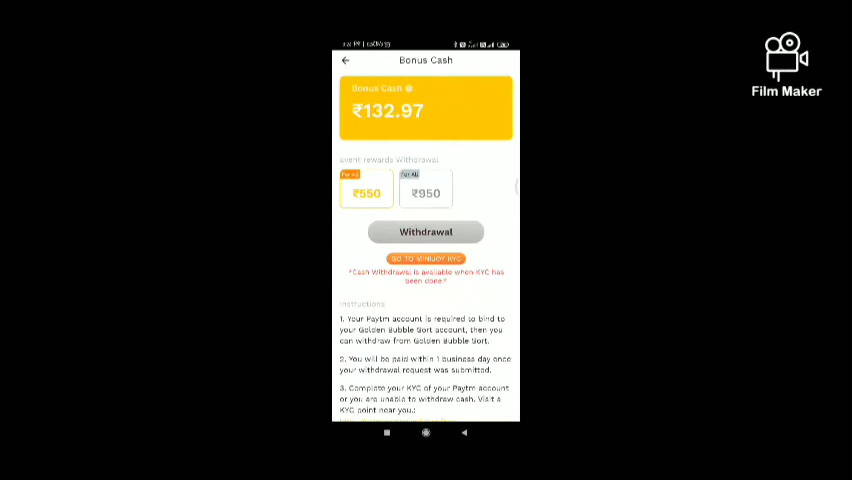 Bonus Cash
Film Maker
Bonus Cash
₹132.97
Event rewards Withdrawal
For All
₹550
₹950
Withdrawal
GO TO MINIJOY KYC
*Cash Withdrawal is available when KYC has
been done.*
Instructions
1. Your Paytm account is required to bind to
your Golden Bubble Sort account, then you
can withdraw from Golden Bubble Sort.
2. You will be paid within 1 business day once
your withdrawal request was submitted.
3. Complete your KYC of your Paytm account
or you are unable to withdraw cash. Visit a
KYC point near you.: